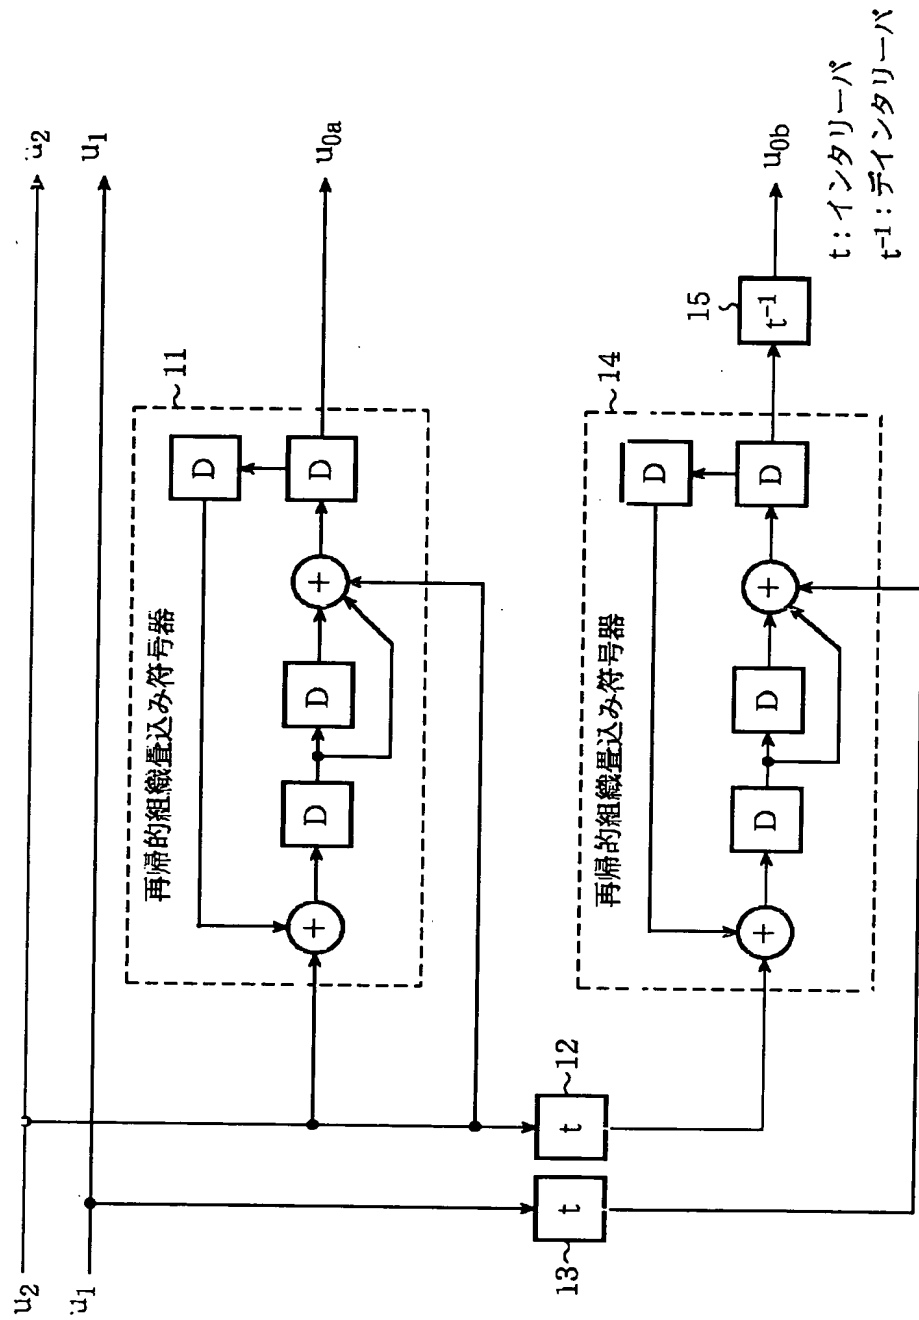 u₂
u₁
u₂
u₁
再帰的組織畳込み符号器
11
+
D
D
+
D
D
u₀ₐ
13
t
t
12
再帰的組織畳込み符号器
14
+
D
D
+
D
D
15
t⁻¹
u₀b
t:インタリーバ
t⁻¹:デインタリーバ